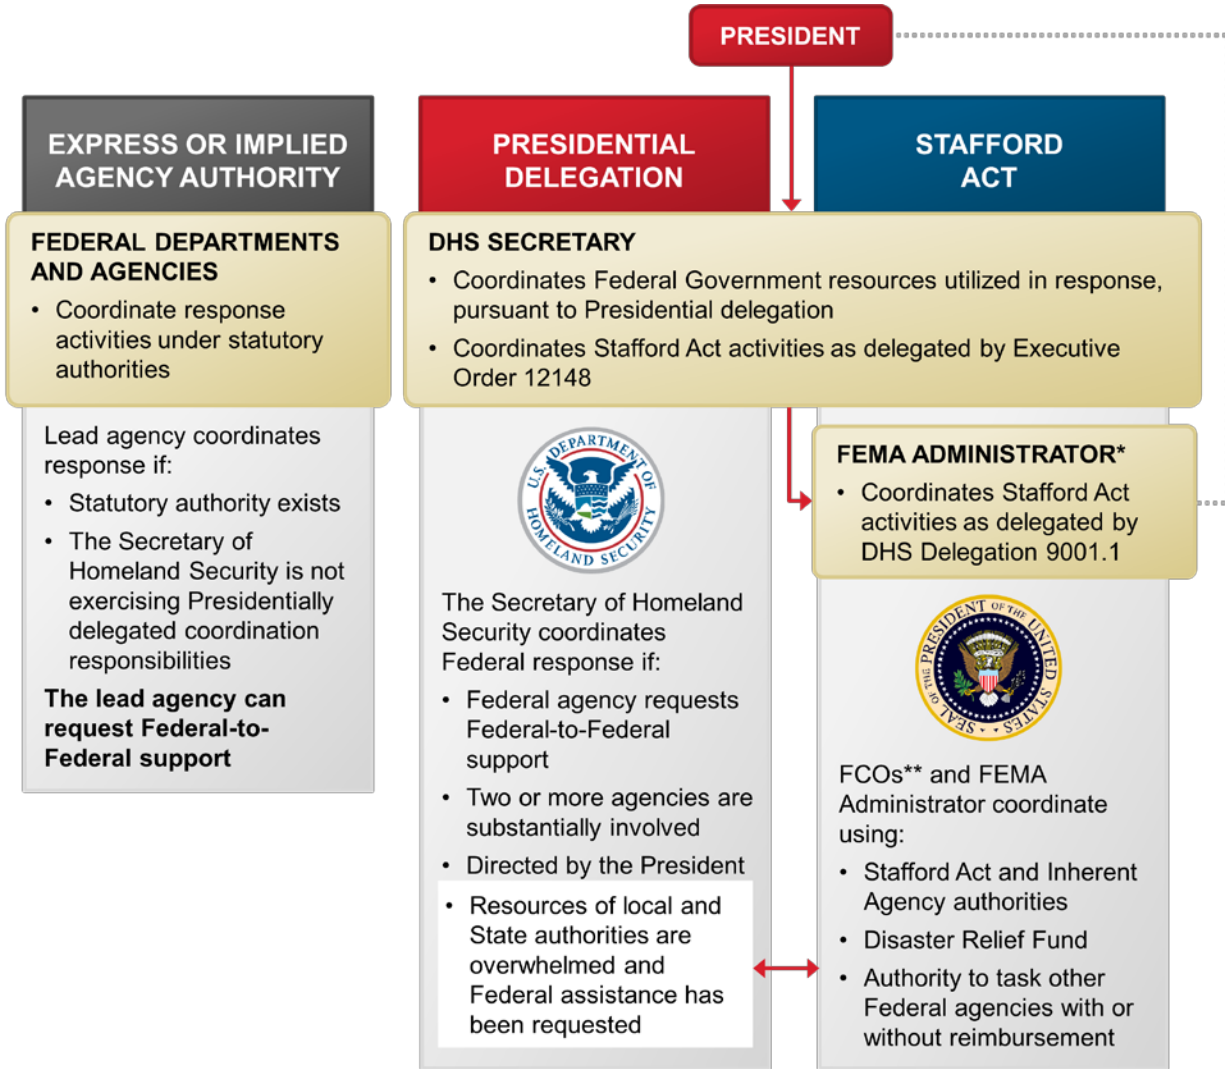 PRESIDENT
EXPRESS OR IMPLIED
AGENCY AUTHORITY
FEDERAL DEPARTMENTS
AND AGENCIES
• Coordinate response
activities under statutory
authorities
Lead agency coordinates
response if:
• Statutory authority exists
• The Secretary of
Homeland Security is not
exercising Presidentially
delegated coordination
responsibilities
The lead agency can
request Federal-to-
Federal support
PRESIDENTIAL
DELEGATION
STAFFORD
ACT
DHS SECRETARY
• Coordinates Federal Government resources utilized in response,
pursuant to Presidential delegation
• Coordinates Stafford Act activities as delegated by Executive
Order 12148
U.S. DEPARTMENT OF
HOMELAND SECURITY
The Secretary of Homeland
Security coordinates
Federal response if:
• Federal agency requests
Federal-to-Federal
support
• Two or more agencies are
substantially involved
• Directed by the President
• Resources of local and
State authorities are
overwhelmed and
Federal assistance has
been requested
FEMA ADMINISTRATOR*
• Coordinates Stafford Act
activities as delegated by
DHS Delegation 9001.1
SEAL OF THE PRESIDENT OF THE UNITED STATES
FCOs** and FEMA
Administrator coordinate
using:
• Stafford Act and Inherent
Agency authorities
• Disaster Relief Fund
• Authority to task other
Federal agencies with or
without reimbursement